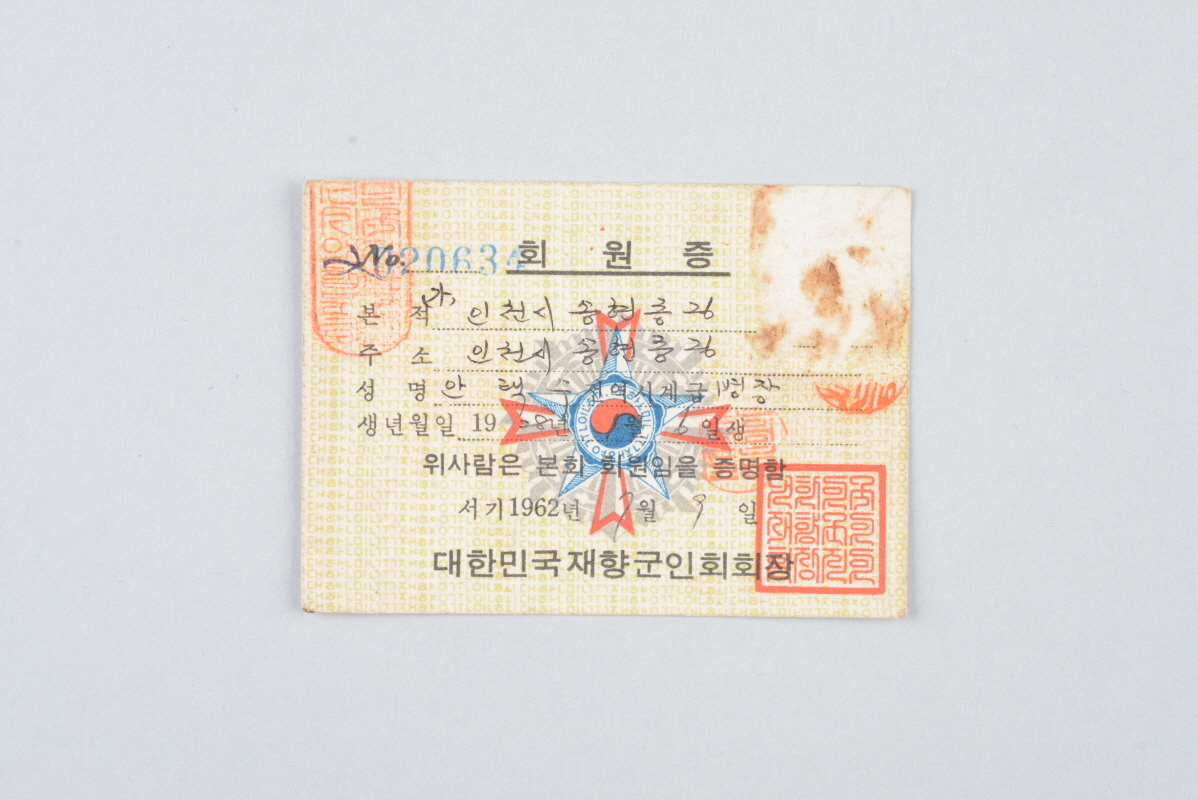 No. 020634 회원증
본적 인천시 송현동 26
주소 인천시 송현동 26
성명 안택수 전역시계급 병장
생년월일 19 8년 월 6일생
위사람은 본회 회원임을 증명함
서기1962년 7월 9일
대한민국재향군인회회장